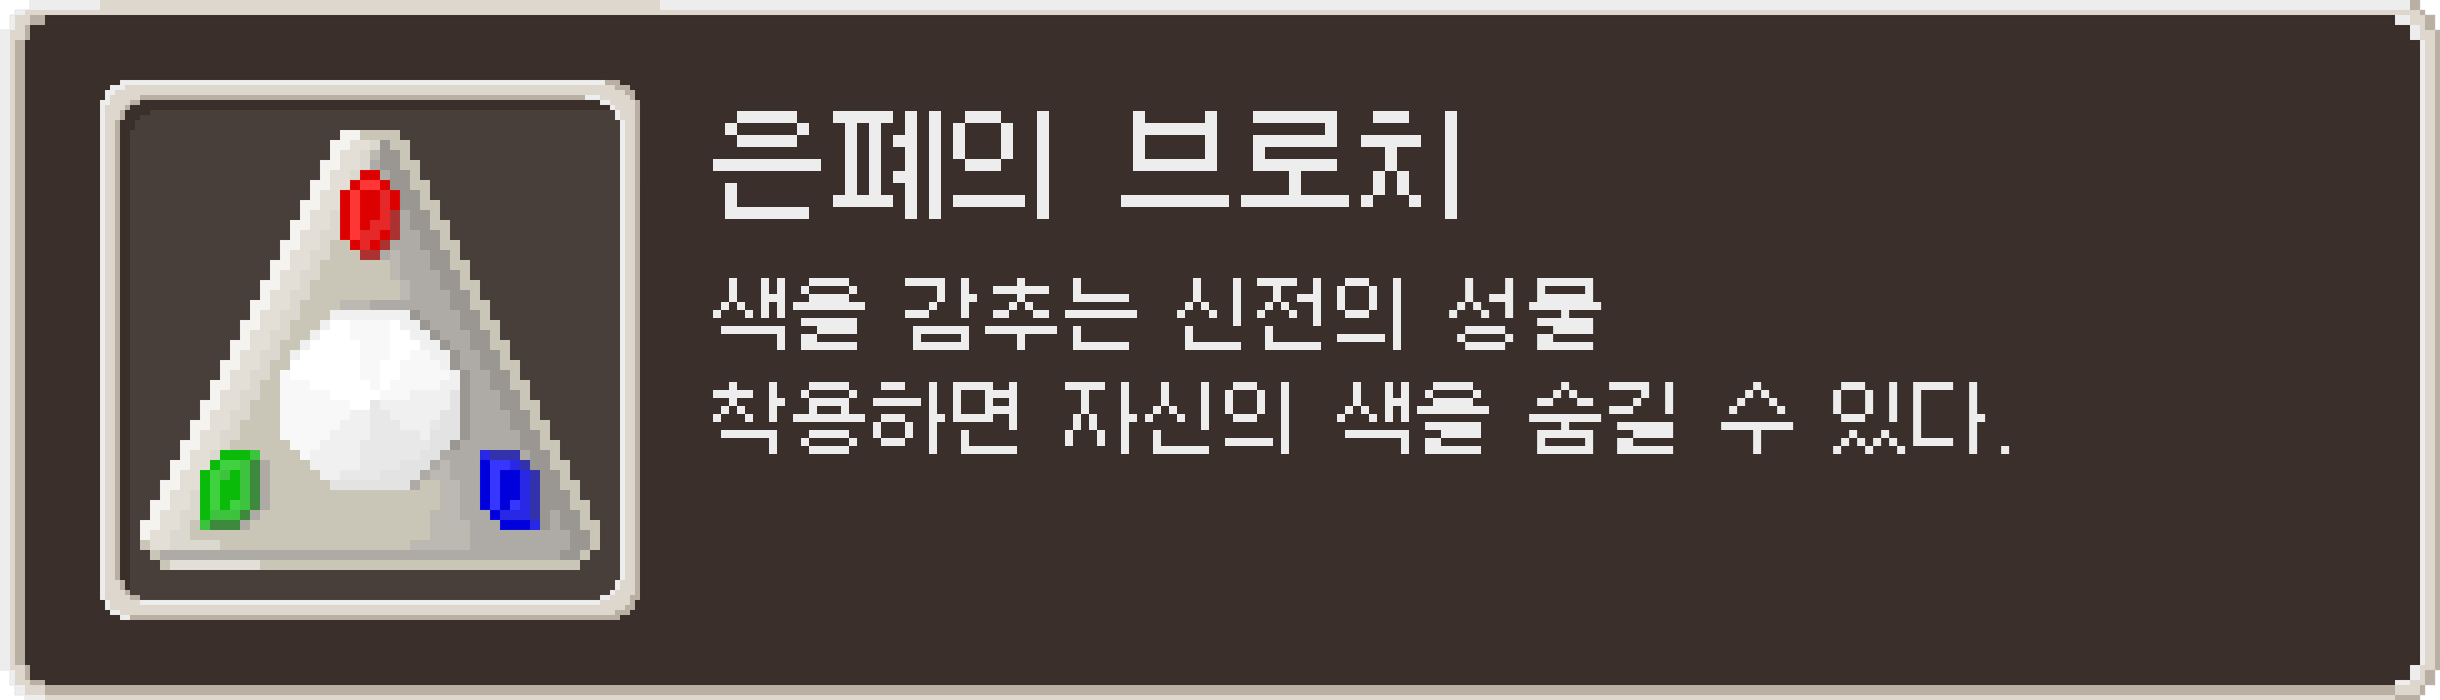 은폐의 브로치
색을 감추는 신전의 성물
착용하면 자신의 색을 숨길 수 있다.